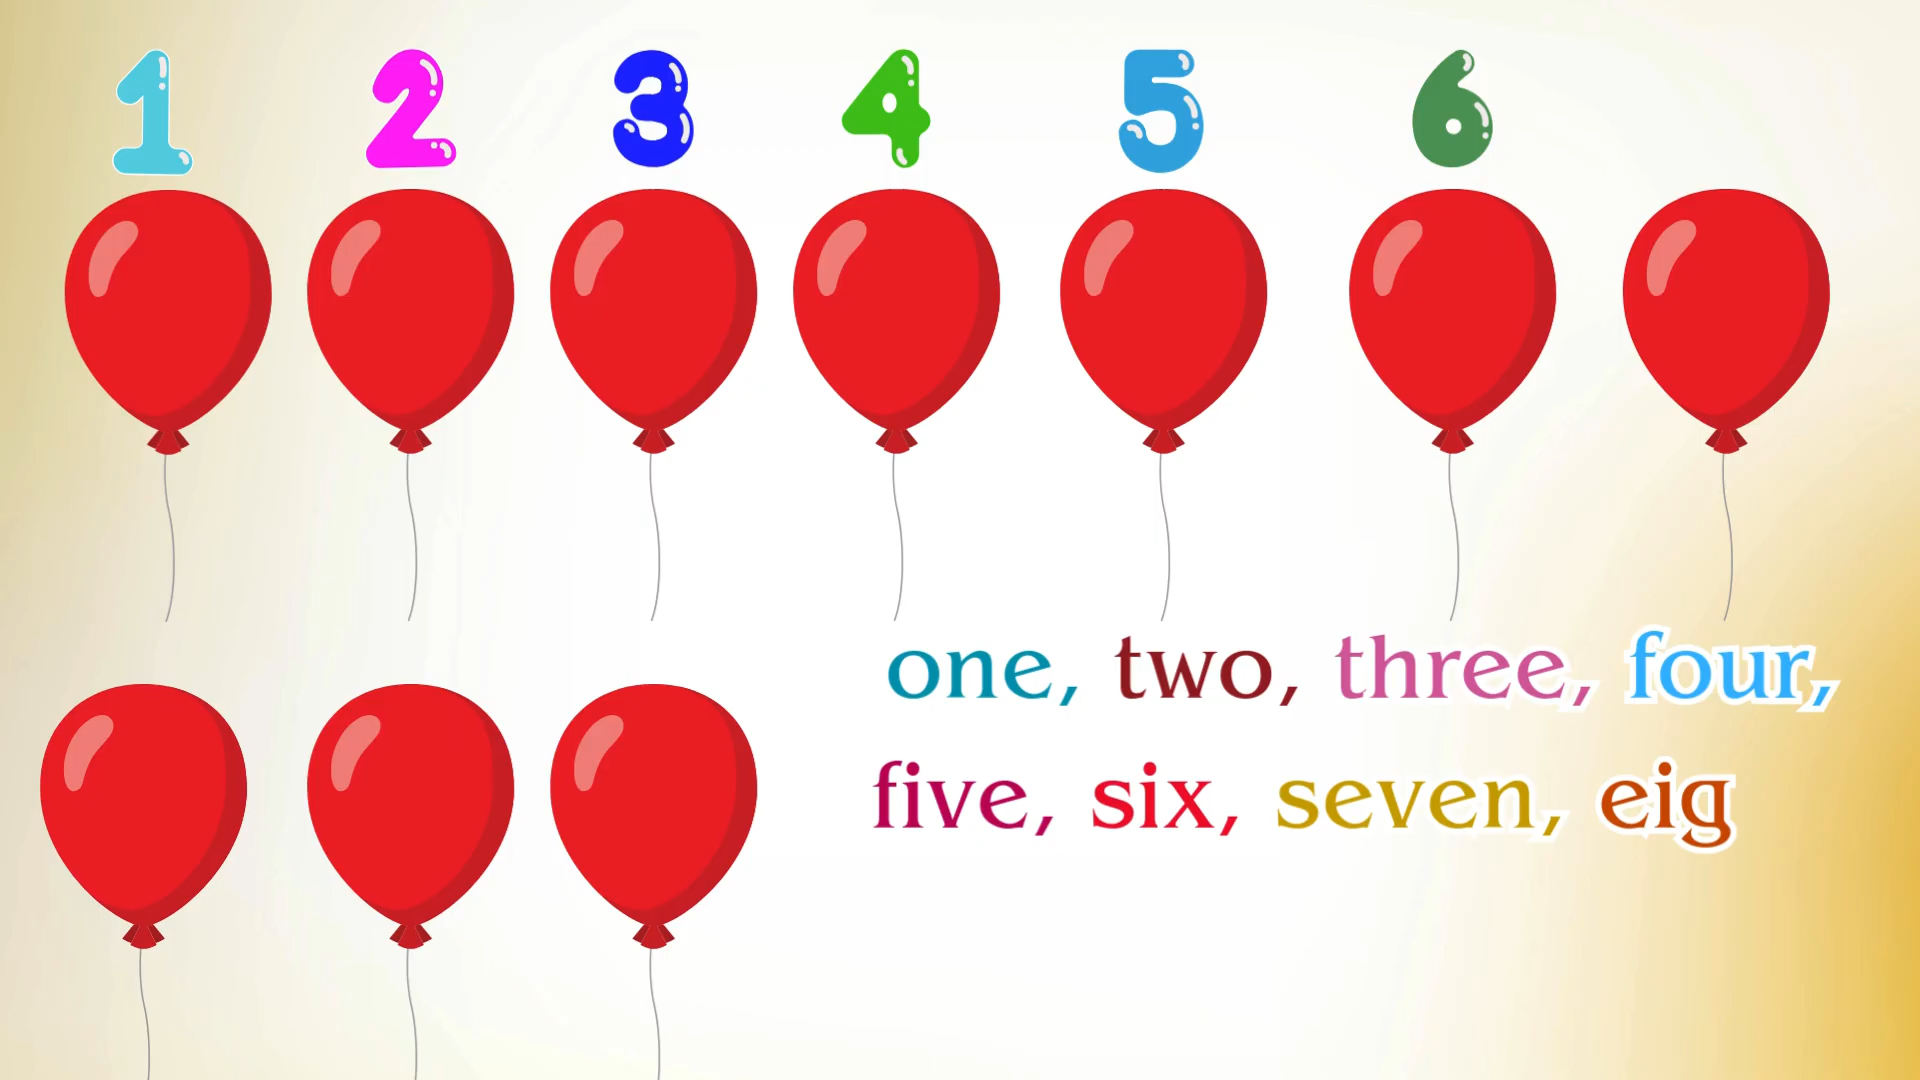 1 2 3 4 5 6
one, two, three, four,
five, six, seven, eig